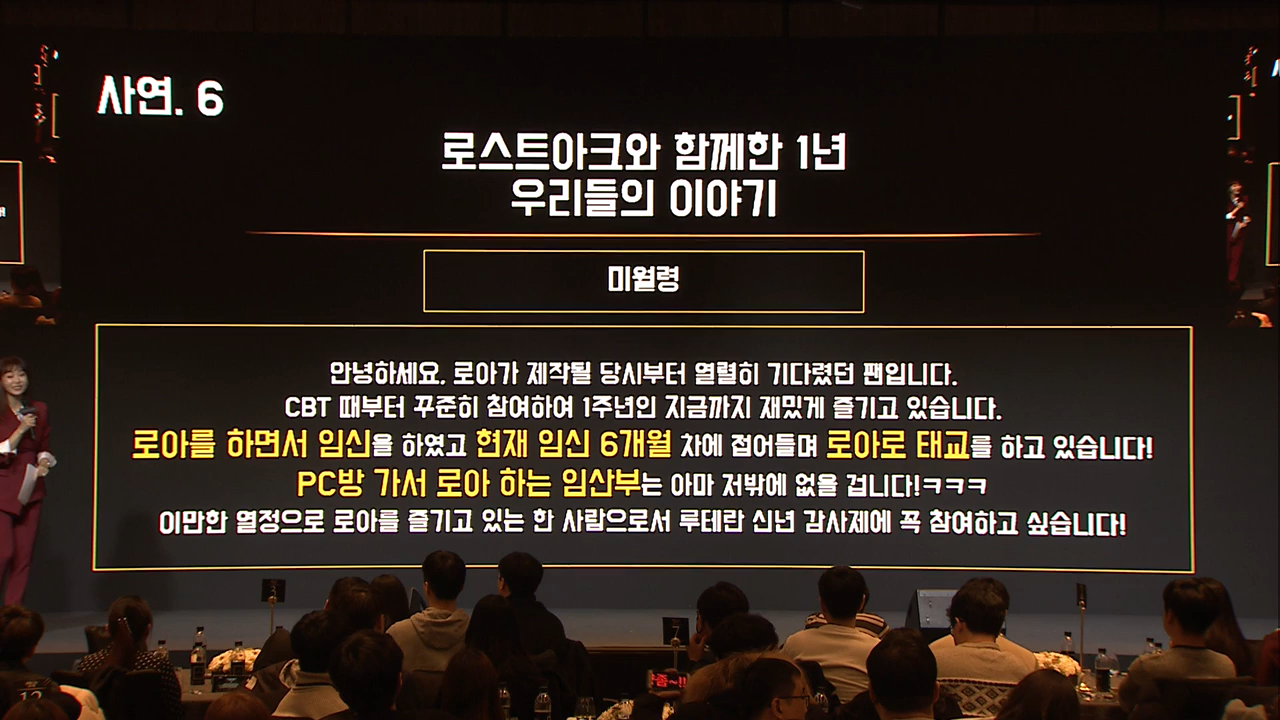 사연. 6
로스트아크와 함께한 1년
우리들의 이야기
미월령
안녕하세요, 로아가 제작될 당시부터 열렬히 기다렸던 팬입니다.
CBT 때부터 꾸준히 참여하여 1주년인 지금까지 재밌게 즐기고 있습니다.
로아를 하면서 임신을 하였고 현재 임신 6개월 차에 접어들며 로아로 태교를 하고 있습니다!
PC방 가서 로아 하는 임산부는 아마 저밖에 없을 겁니다!ㅋㅋㅋ
이만한 열정으로 로아를 즐기고 있는 한 사람으로서 루테란 신년 감사제에 꼭 참여하고 싶습니다!
7
12